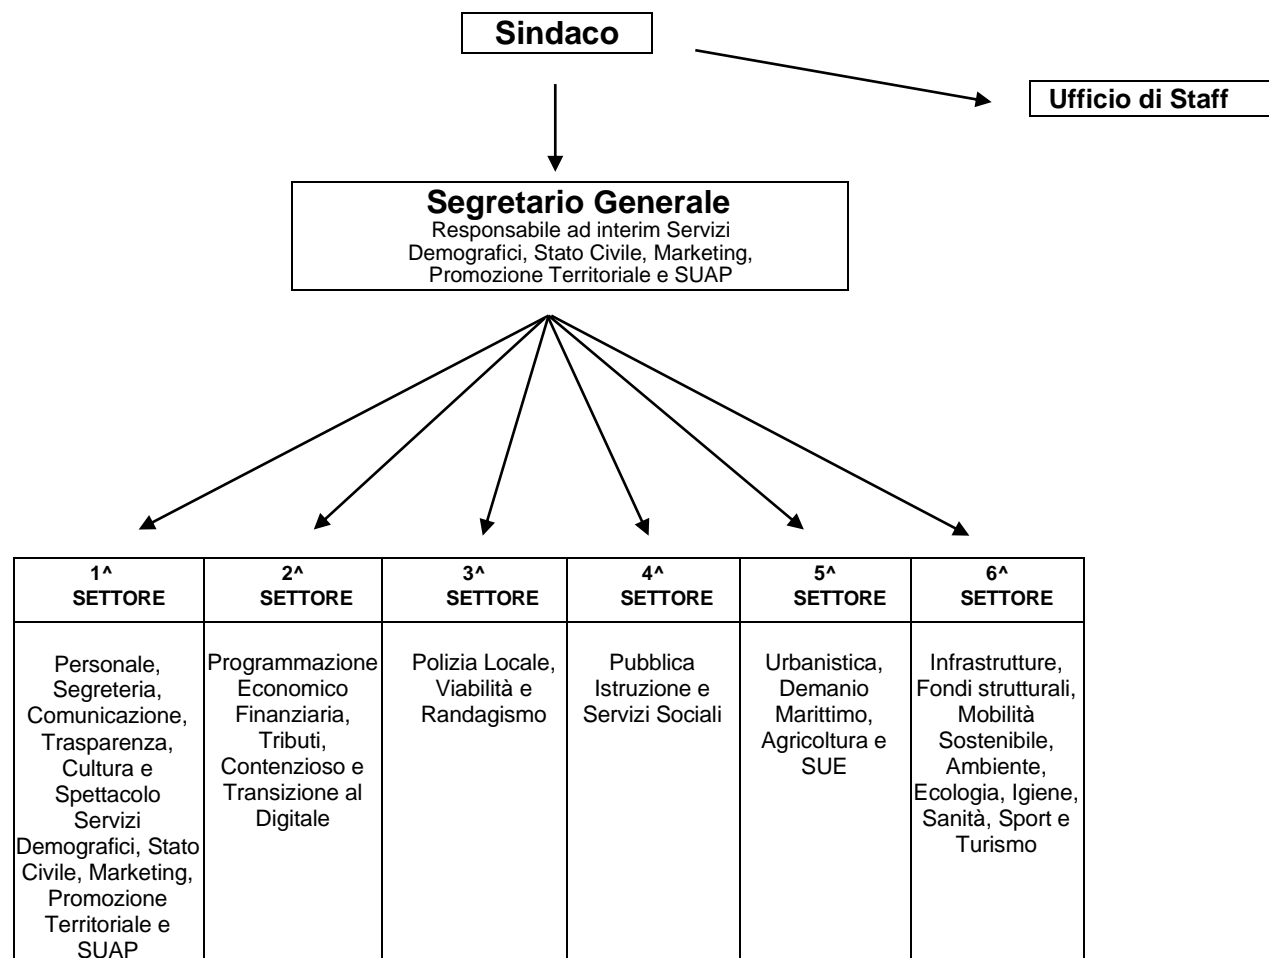 Sindaco
Ufficio di Staff
Segretario Generale
Responsabile ad interim Servizi
Demografici, Stato Civile, Marketing,
Promozione Territoriale e SUAP
1^
SETTORE
2^
SETTORE
3^
SETTORE
4^
SETTORE
5^
SETTORE
6^
SETTORE
Personale,
Segreteria,
Comunicazione,
Trasparenza,
Cultura e
Spettacolo
Servizi
Demografici, Stato
Civile, Marketing,
Promozione
Territoriale e
SUAP
Programmazione
Economico
Finanziaria,
Tributi,
Contenzioso e
Transizione al
Digitale
Polizia Locale,
Viabilità e
Randagismo
Pubblica
Istruzione e
Servizi Sociali
Urbanistica,
Demanio
Marittimo,
Agricoltura e
SUE
Infrastrutture,
Fondi strutturali,
Mobilità
Sostenibile,
Ambiente,
Ecologia, Igiene,
Sanità, Sport e
Turismo